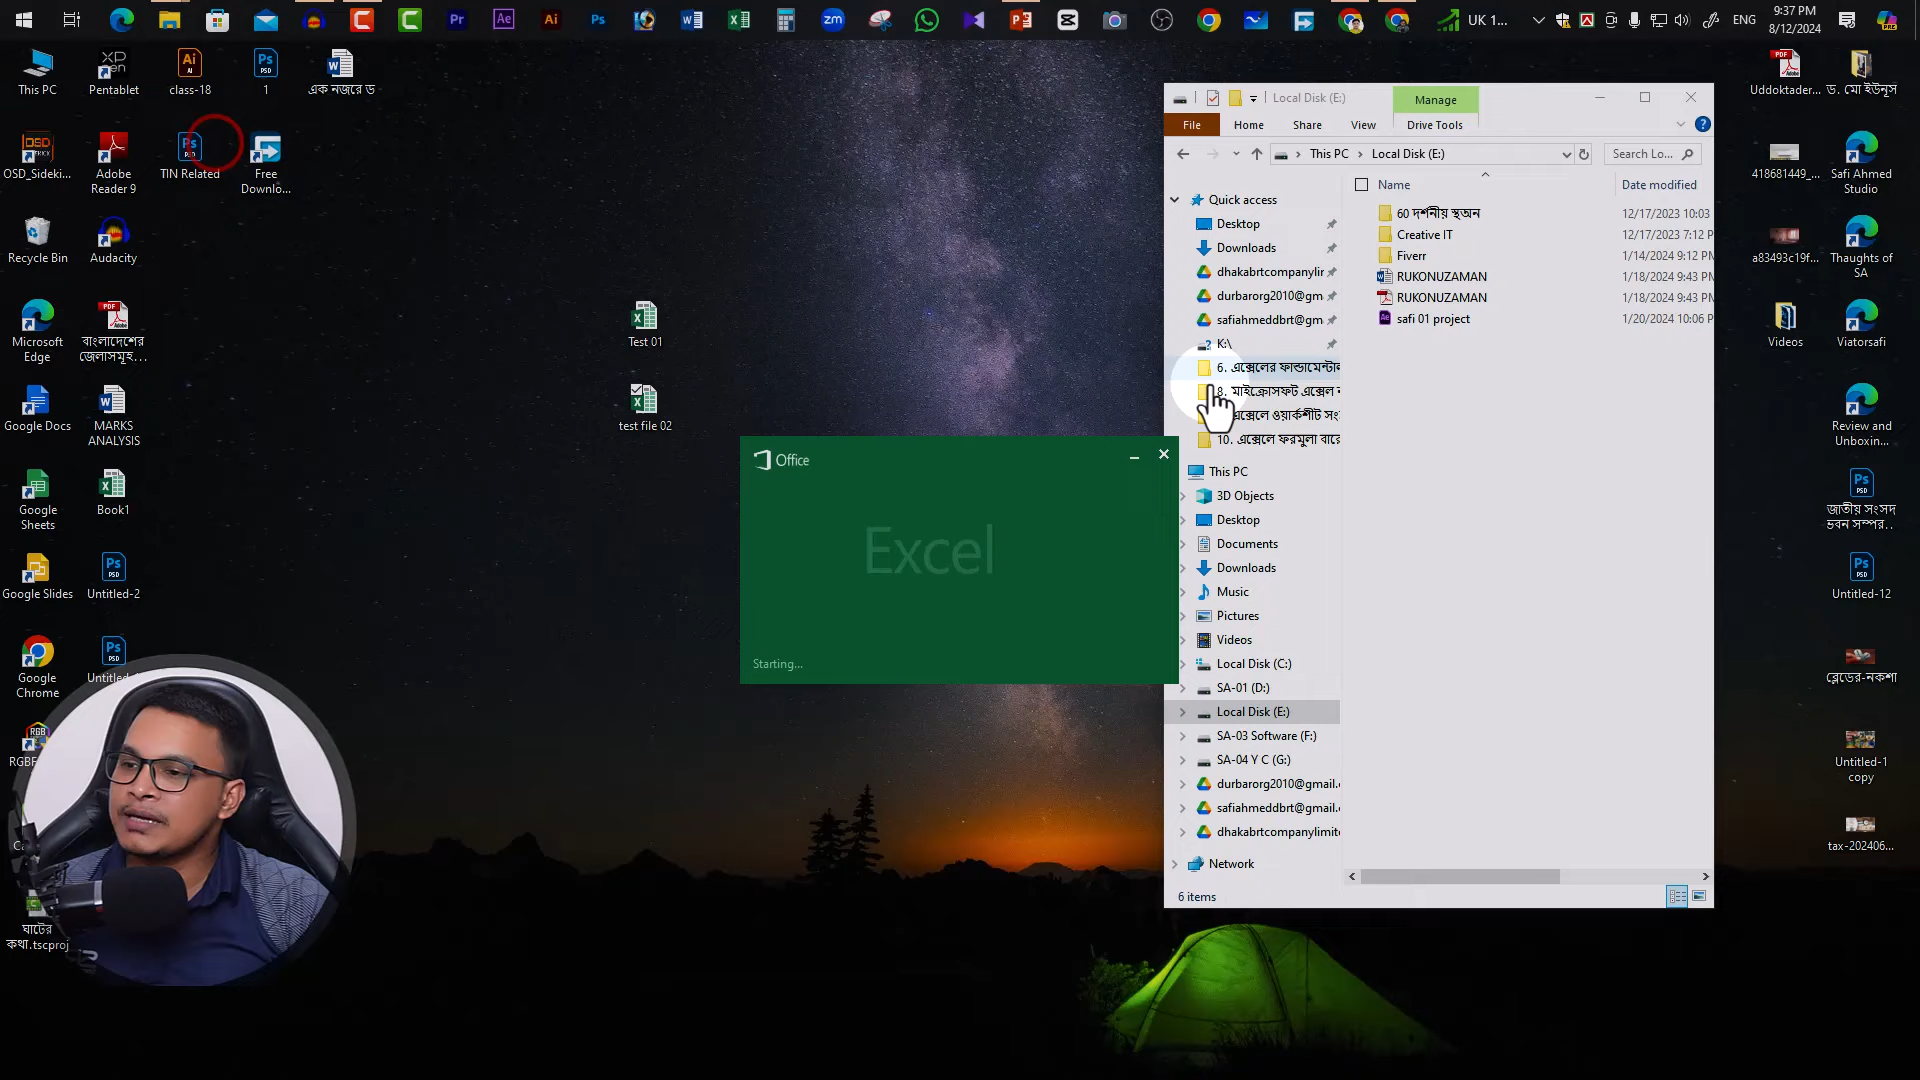 UK 1...
ENG
9:37 PM
8/12/2024
This PC
Pentablet
class-18
1
এক নজরে ড
OSD_Sideki...
Adobe
Reader 9
TIN Related
Free
Downlo...
Recycle Bin
Audacity
Microsoft
Edge
বাংলাদেশের
জেলাসমূহ...
Google Docs
MARKS
ANALYSIS
Google
Sheets
Book1
Google Slides
Untitled-2
Google
Chrome
ঘাটের
কথা.tscproj
Test 01
test file 02
Office
Excel
Starting...
Local Disk (E:)
Manage
File
Home
Share
View
Drive Tools
This PC
Local Disk (E:)
Search Lo...
Name
Date modified
Quick access
Desktop
Downloads
dhakabrtcompanylir
durbarorg2010@gm
safiahmeddbrt@gm
K:\
6. এক্সেলের ফান্ডামেন্টাল
8. মাইক্রোসফট এক্সেল
এক্সেলে ওয়ার্কশীট সং
10. এক্সেলে ফরমুলা বারে
This PC
3D Objects
Desktop
Documents
Downloads
Music
Pictures
Videos
Local Disk (C:)
SA-01 (D:)
Local Disk (E:)
SA-03 Software (F:)
SA-04 Y C (G:)
durbarorg2010@gmail.
safiahmeddbrt@gmail.
dhakabrtcompanylimite
Network
6 items
60 দর্শনীয় স্থঅন
12/17/2023 10:03
Creative IT
12/17/2023 7:12 P
Fiverr
1/14/2024 9:12 PM
RUKONUZAMAN
1/18/2024 9:43 PM
RUKONUZAMAN
1/18/2024 9:43 PM
safi 01 project
1/20/2024 10:06 P
Uddoktader...
ড. মো ইউনূস
418681449_...
Safi Ahmed
Studio
a83493c19f...
Thaughts of
SA
Videos
Viatorsafi
Review and
Unboxin...
জাতীয় সংসদ
ভবন সম্পর...
Untitled-12
ব্লেডের-নকশা
Untitled-1
copy
tax-202406...